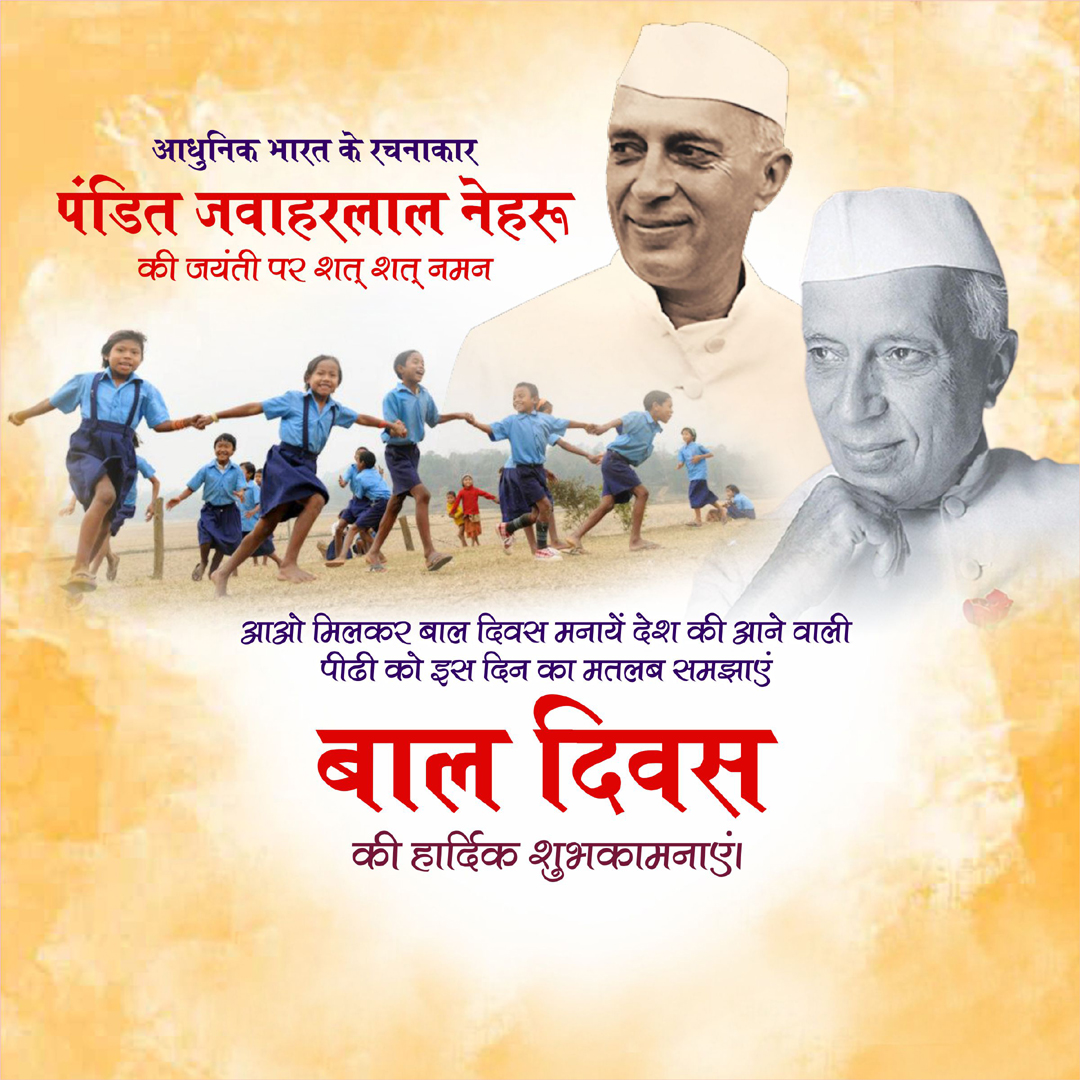 आधुनिक भारत के रचनाकार
पंडित जवाहरलाल नेहरू
की जयंती पर शत् शत् नमन
आओ मिलकर बाल दिवस मनायें देश की आने वाली
पीढी को इस दिन का मतलब समझाएं
बाल दिवस
की हार्दिक शुभकामनाएं।